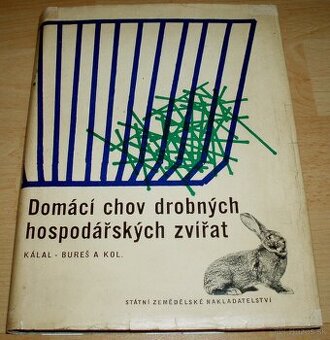 Domácí chov drobných
hospodářských zvířat
KÁLAL - BUREŠ A KOL.
STÁTNÍ ZEMĚDĚLSKÉ NAKLADATELSTVÍ